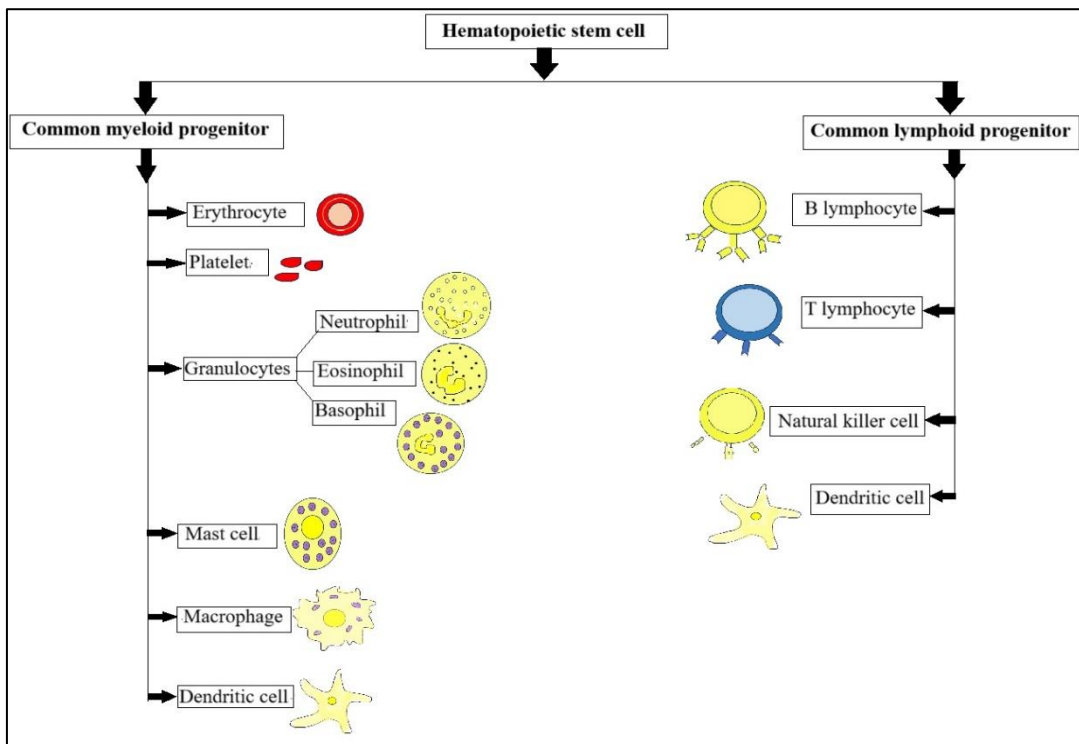 Hematopoietic stem cell
Common myeloid progenitor
Common lymphoid progenitor
Erythrocyte
Platelet
Granulocytes
Neutrophil
Eosinophil
Basophil
Mast cell
Macrophage
Dendritic cell
B lymphocyte
T lymphocyte
Natural killer cell
Dendritic cell